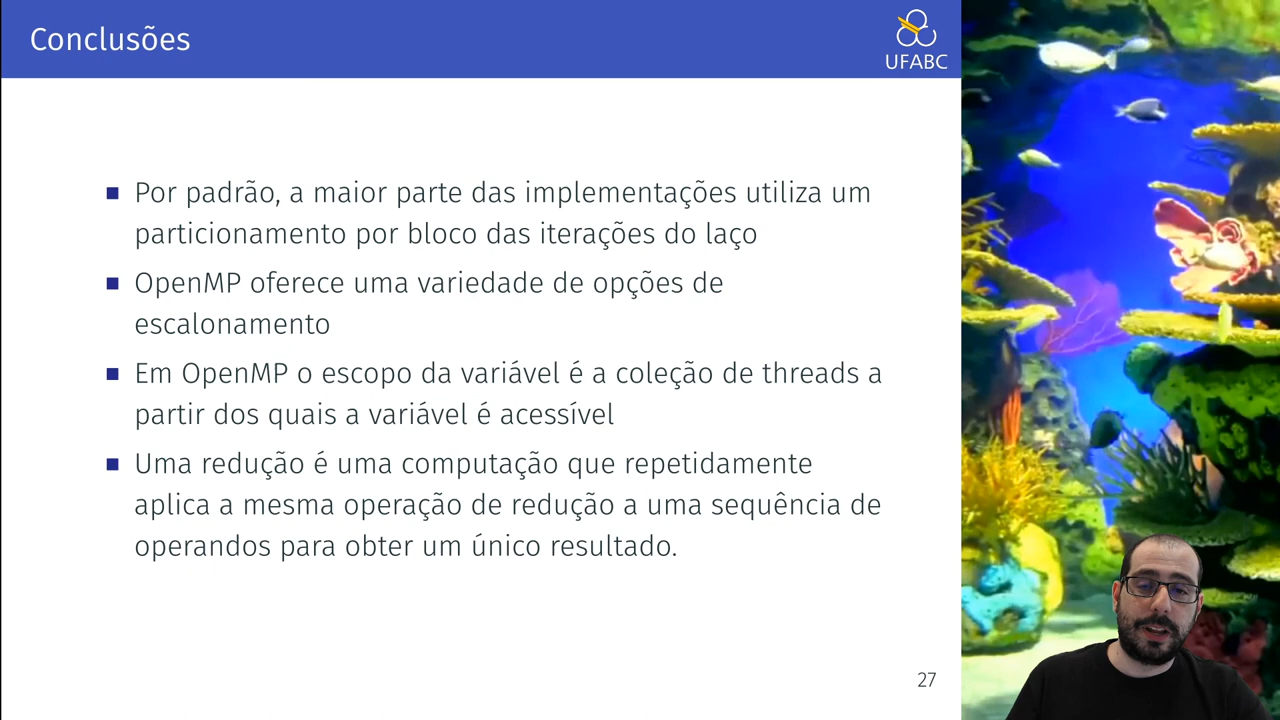 Conclusões
UFABC
Por padrão, a maior parte das implementações utiliza um
particionamento por bloco das iterações do laço
OpenMP oferece uma variedade de opções de
escalonamento
Em OpenMP o escopo da variável é a coleção de threads a
partir dos quais a variável é acessível
Uma redução é uma computação que repetidamente
aplica a mesma operação de redução a uma sequência de
operandos para obter um único resultado.
27